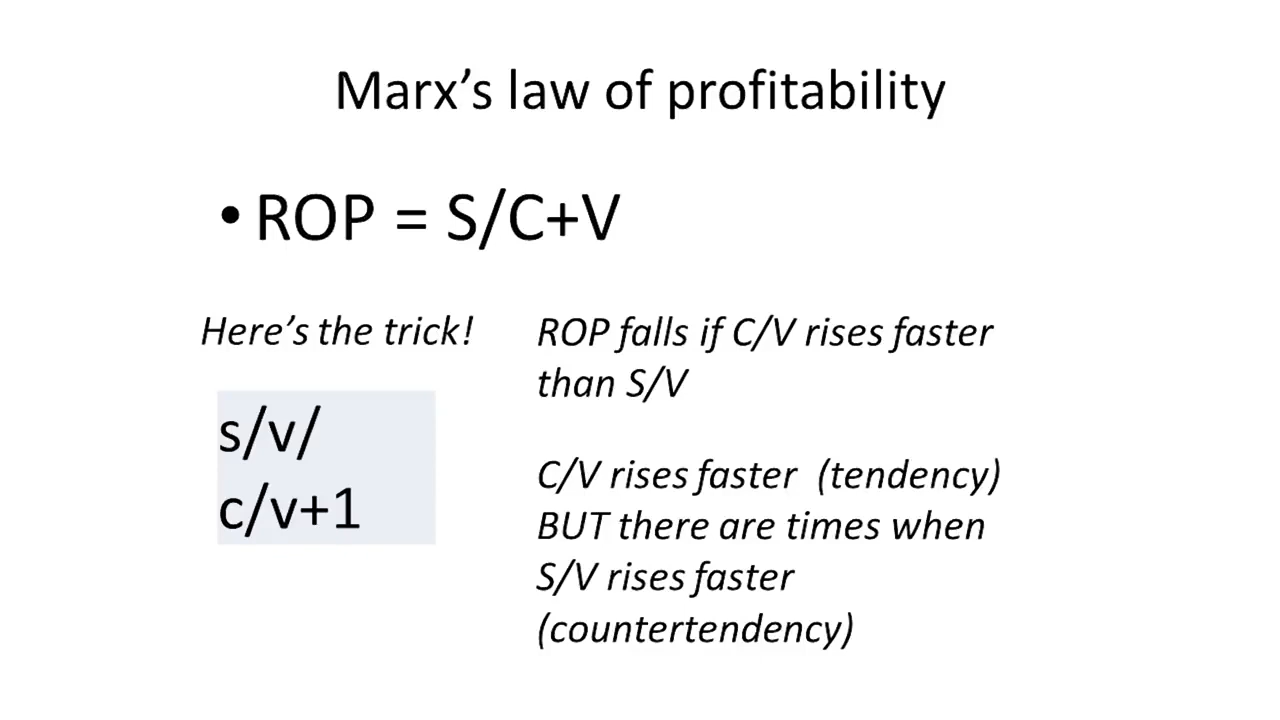 Marx’s law of profitability
• ROP = S/C+V
Here’s the trick!
s/v/
c/v+1
ROP falls if C/V rises faster
than S/V
C/V rises faster (tendency)
BUT there are times when
S/V rises faster
(countertendency)